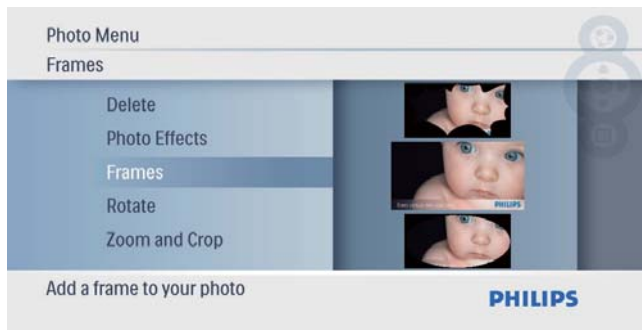 Photo Menu
Frames
Delete
Photo Effects
Frames
Rotate
Zoom and Crop
PHILIPS
Add a frame to your photo
PHILIPS